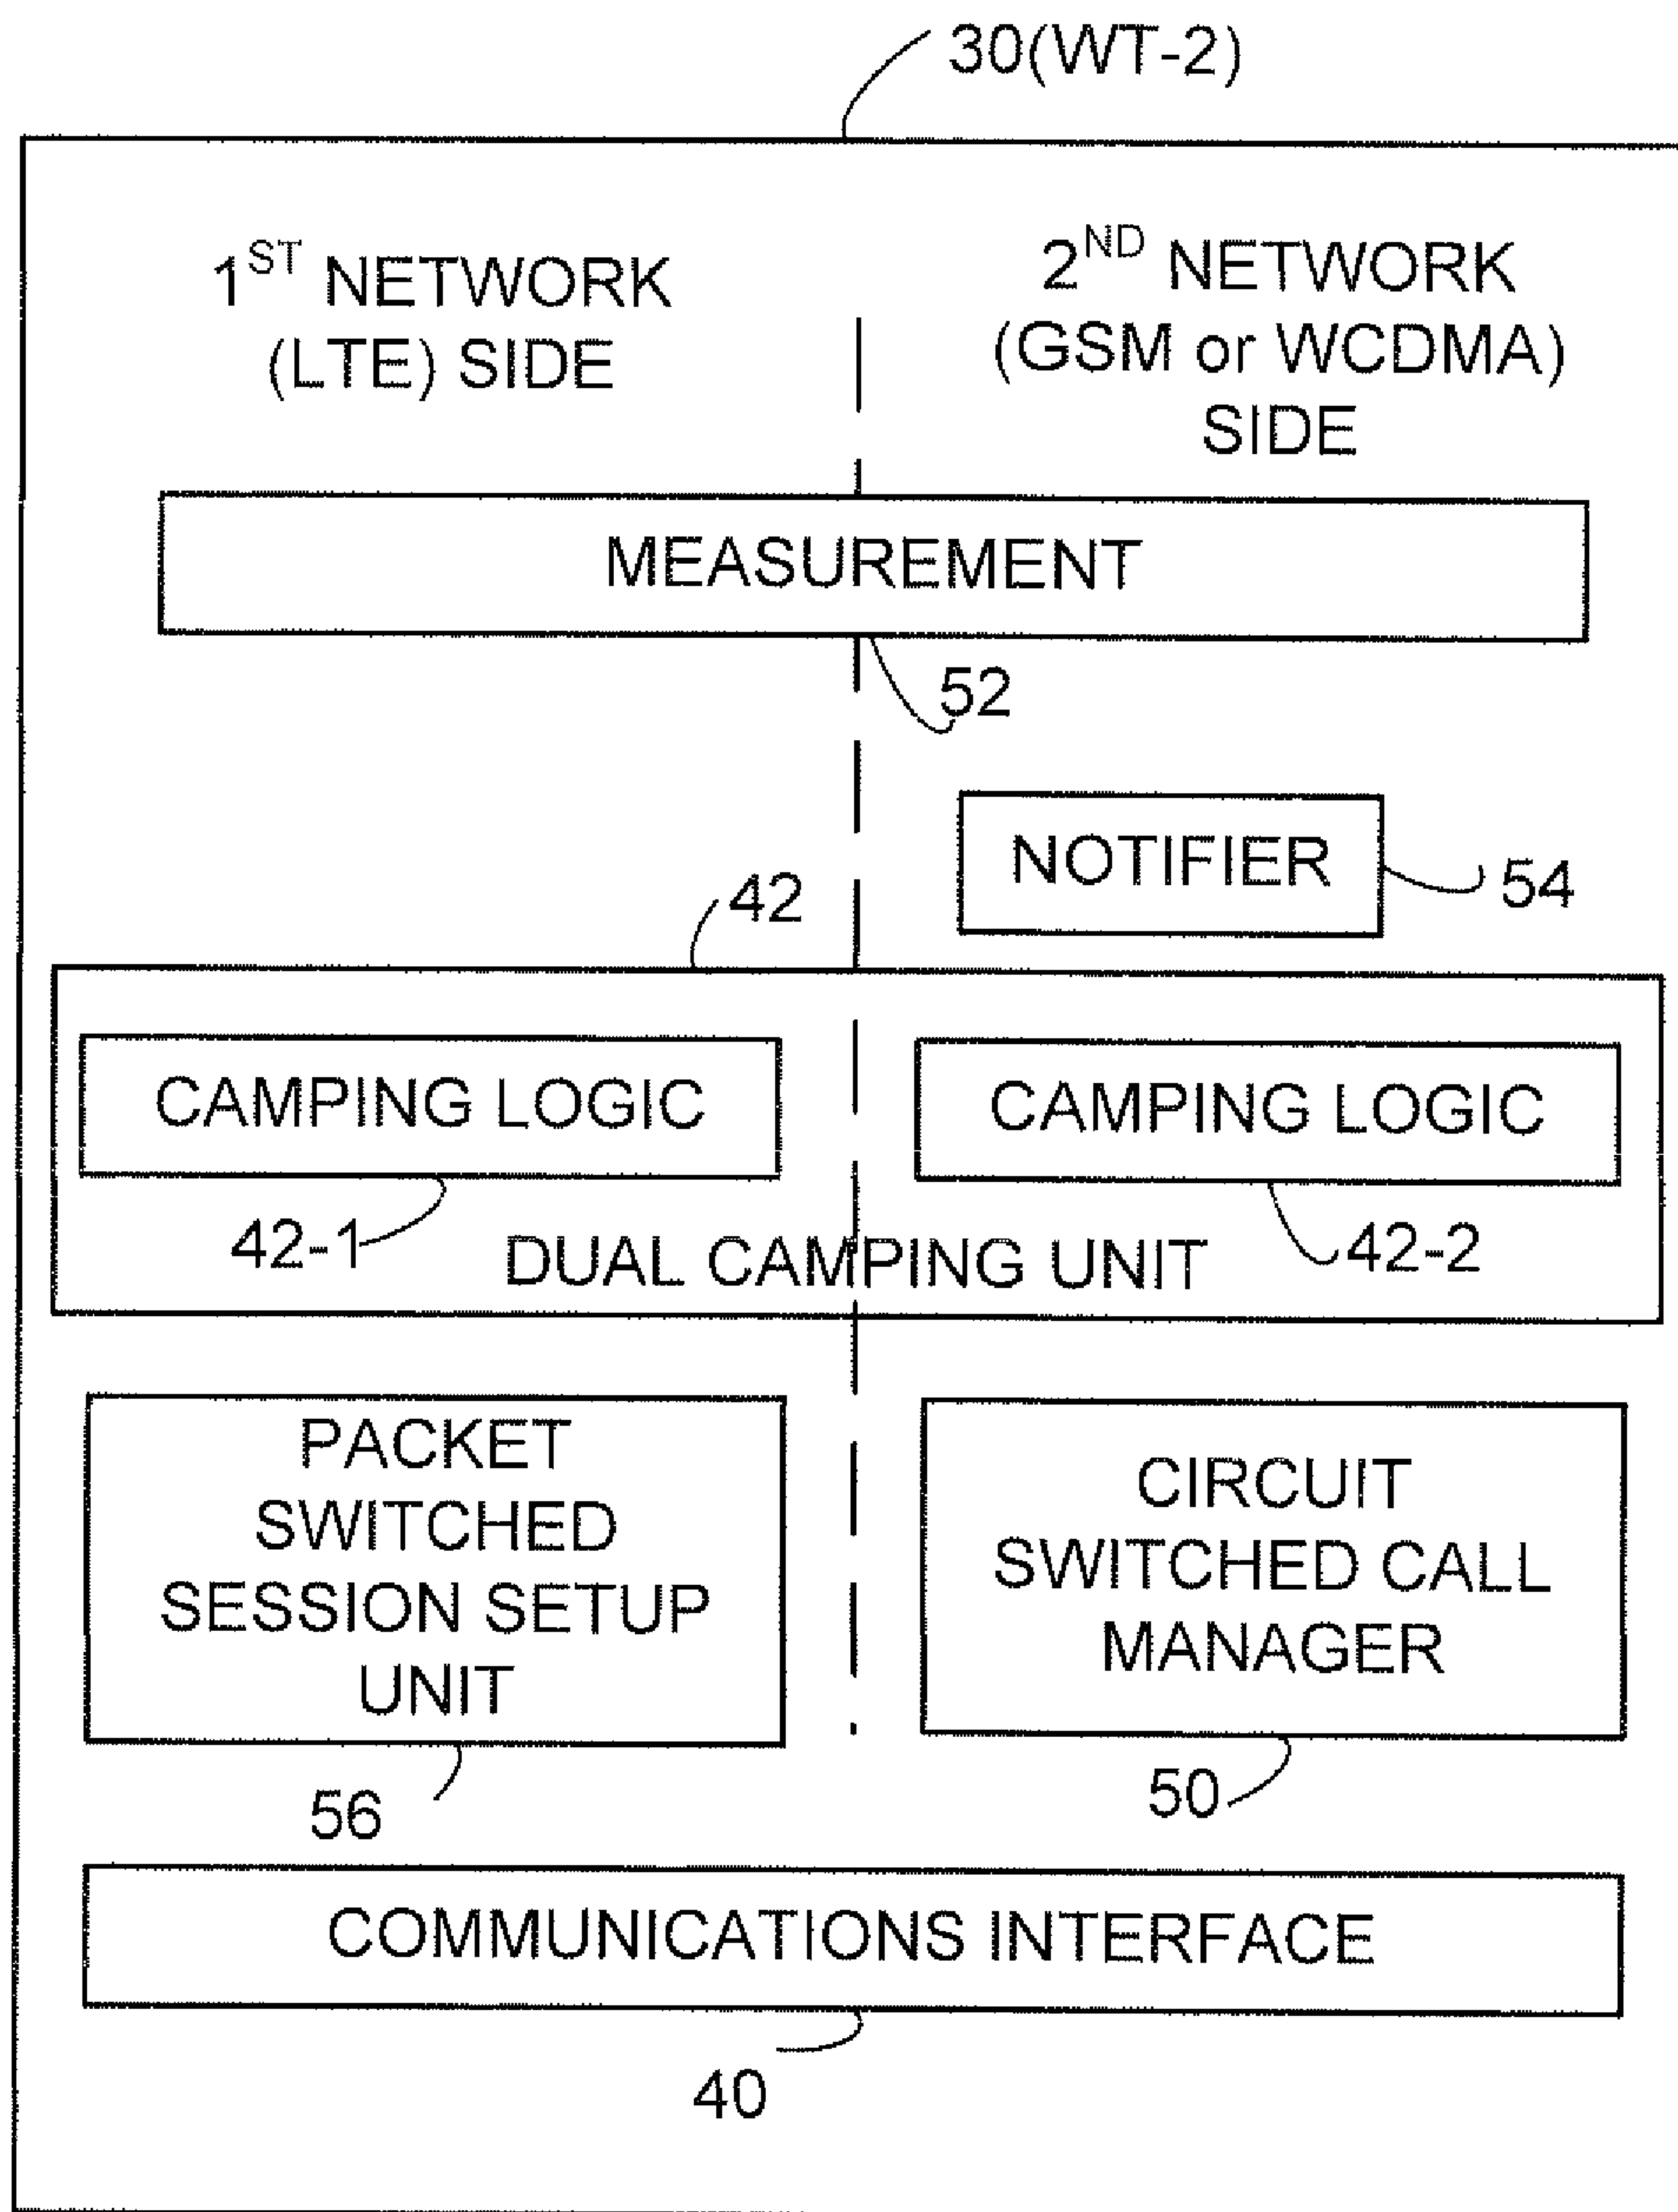 30(WT-2)
1ST NETWORK
(LTE) SIDE
2ND NETWORK
(GSM or WCDMA)
SIDE
MEASUREMENT
52
NOTIFIER
54
42
CAMPING LOGIC
CAMPING LOGIC
42-1
42-2
DUAL CAMPING UNIT
PACKET
SWITCHED
SESSION SETUP
UNIT
CIRCUIT
SWITCHED CALL
MANAGER
56
50
COMMUNICATIONS INTERFACE
40